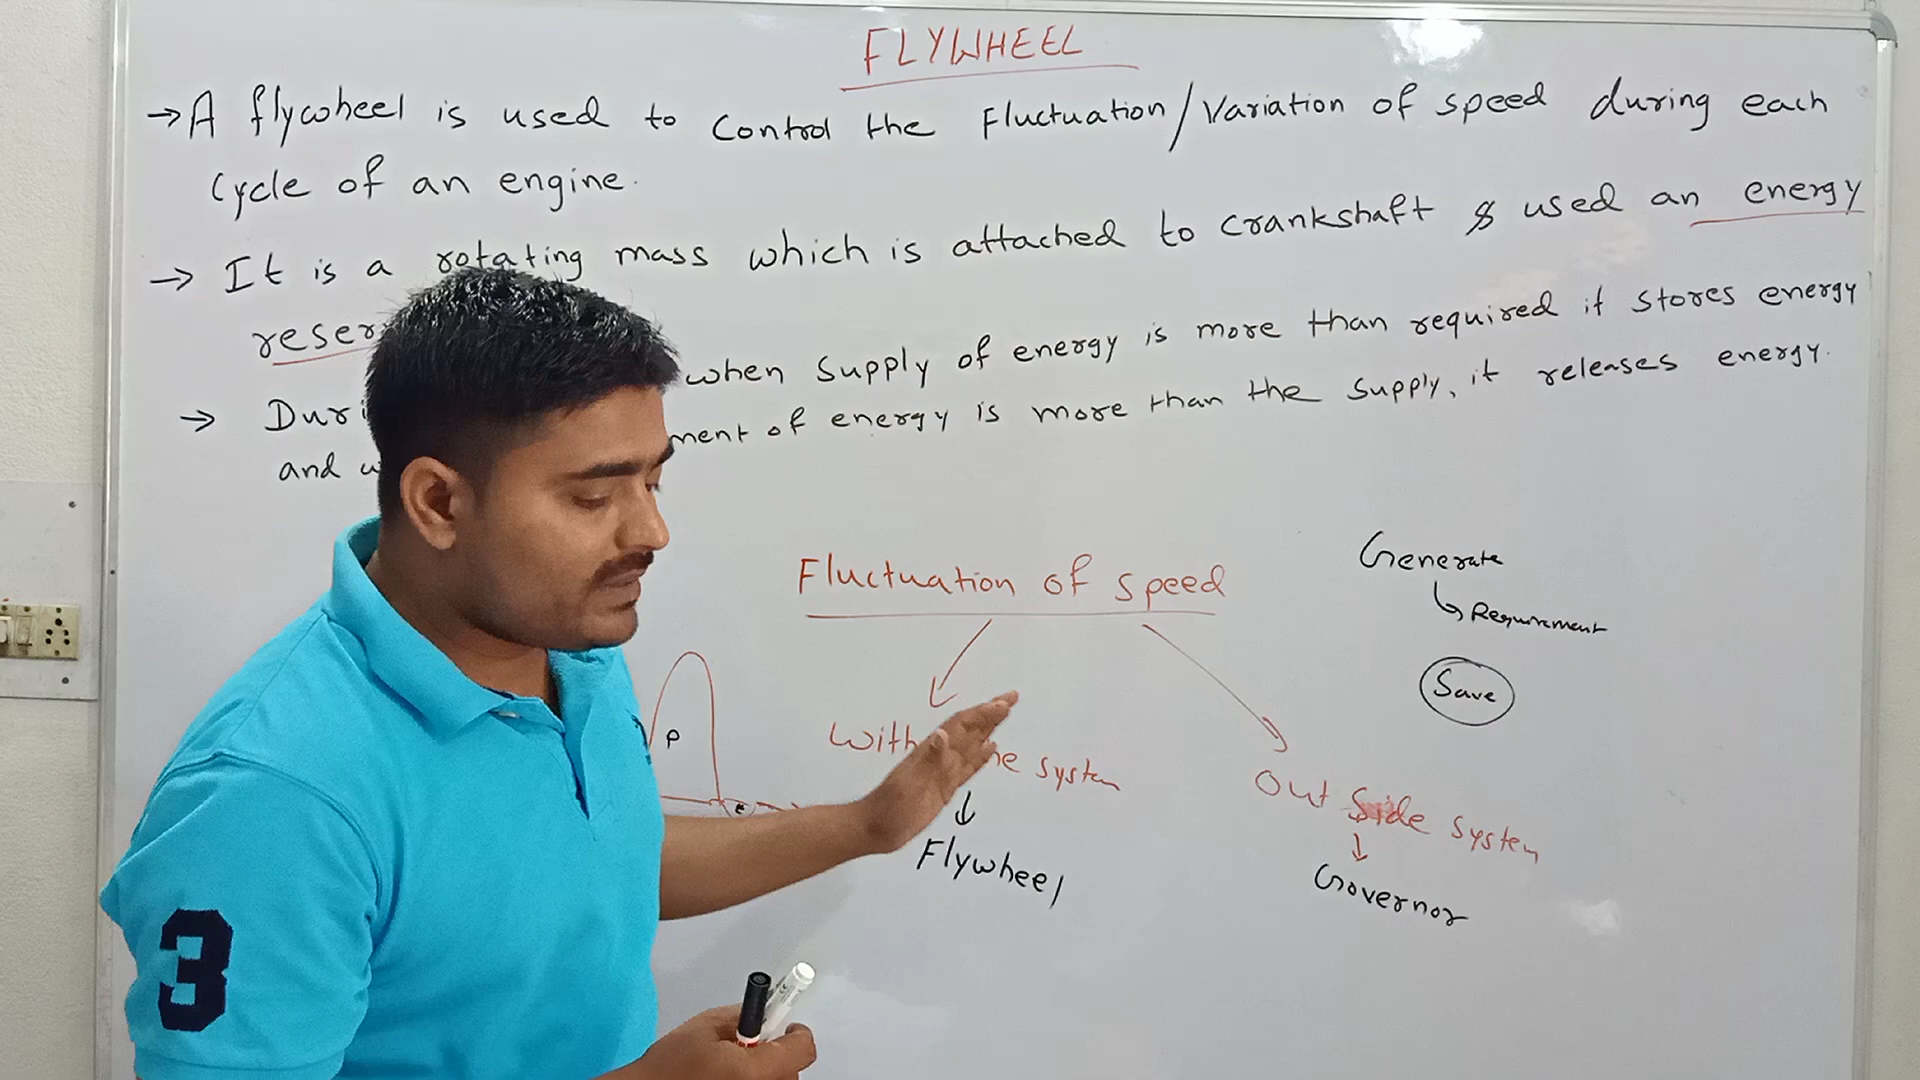 FLYWHEEL
→ A flywheel is used to control the Fluctuation/Variation of speed during each
cycle of an engine.
→ It is a rotating mass which is attached to crankshaft & used an energy
reser
→ Duri when supply of energy is more than required it stores energy
and w ment of energy is more than the supply, it releases energy.
Fluctuation of speed
Generate
Requirement
Save
P
With he system
Out Side system
Flywheel
Governor
3